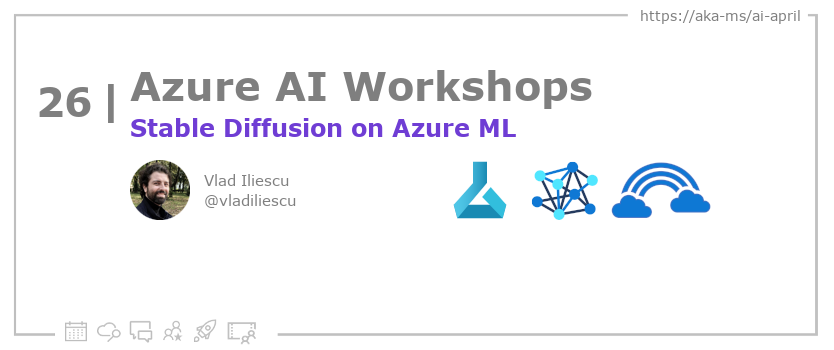 https://aka-ms/ai-april
26 | Azure AI Workshops
Stable Diffusion on Azure ML
Vlad Iliescu
@vladiliescu